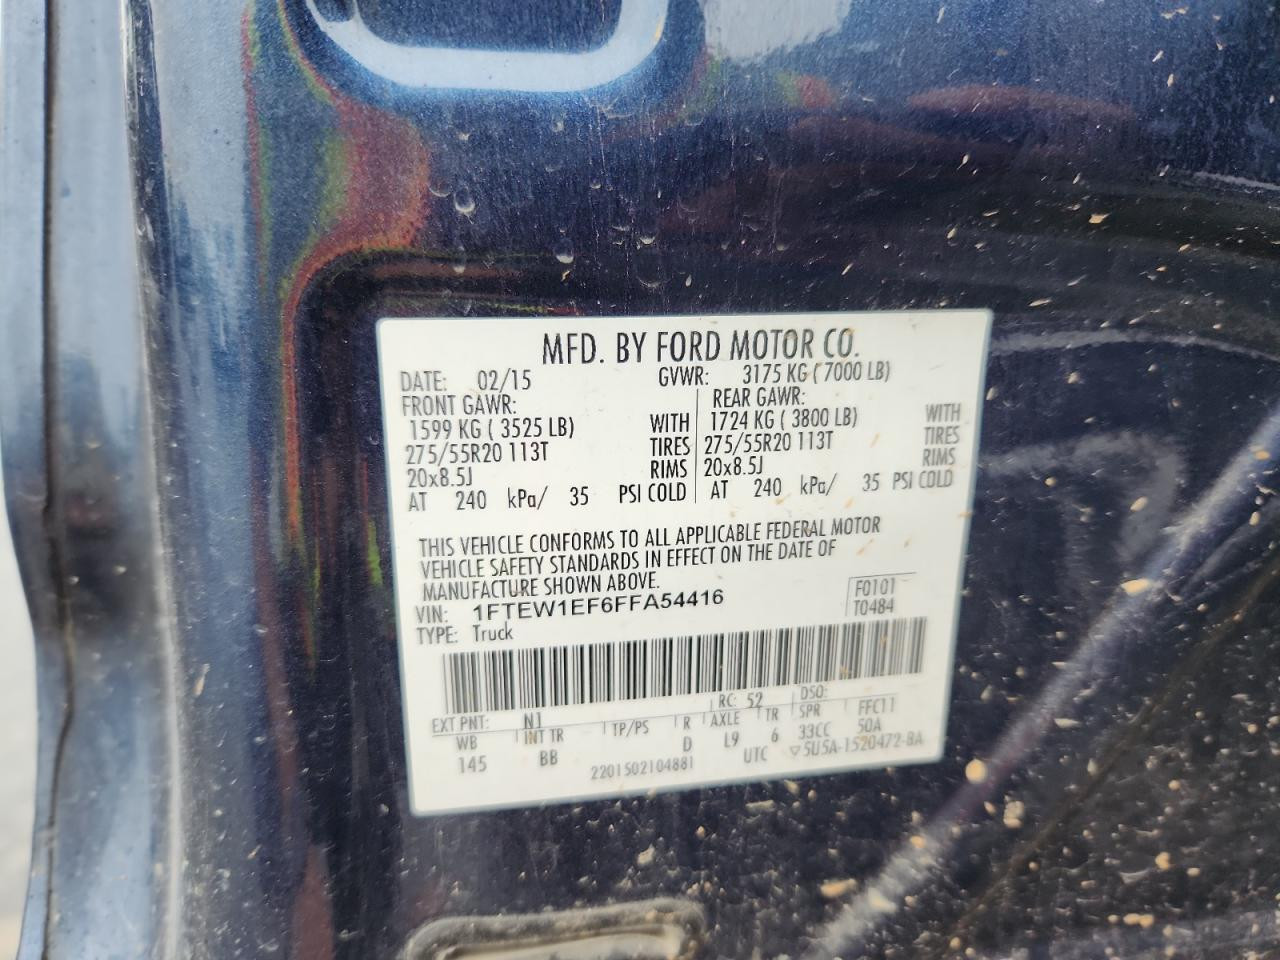 MFD. BY FORD MOTOR CO.
DATE: 02/15 GVWR: 3175 KG ( 7000 LB)
FRONT GAWR: REAR GAWR:
1599 KG ( 3525 LB) WITH 1724 KG ( 3800 LB) WITH
275/55R20 113T TIRES 275/55R20 113T TIRES
20x8.5J RIMS 20x8.5J RIMS
AT 240 kPa/ 35 PSI COLD AT 240 kPa/ 35 PSI COLD
THIS VEHICLE CONFORMS TO ALL APPLICABLE FEDERAL MOTOR
VEHICLE SAFETY STANDARDS IN EFFECT ON THE DATE OF
MANUFACTURE SHOWN ABOVE.
VIN: 1FTEW1EF6FFA54416 F0101
TYPE: Truck T0484
EXT PNT: N1 RC: 52 DSO: FFC11
WB INT TR TP/PS R AXLE TR SPR 50A
145 BB D L9 6 33CC
2201502104881 UTC ▽5U5A-1520472-BA